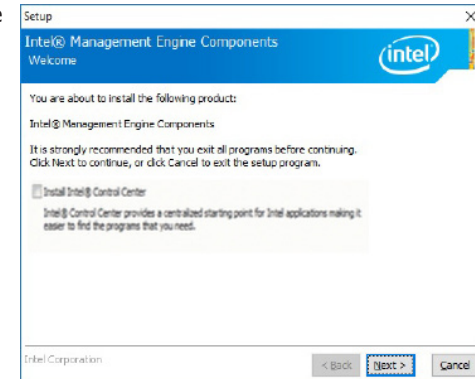 e
Setup
Intel® Management Engine Components
Welcome
intel
You are about to install the following product:
Intel® Management Engine Components
It is strongly recommended that you exit all programs before continuing.
Click Next to continue, or click Cancel to exit the setup program.
Install Intel® Control Center
Intel® Control Center provides a centralized starting point for Intel applications making it
easier to find the programs that you need.
Intel Corporation
< Back Next > Cancel